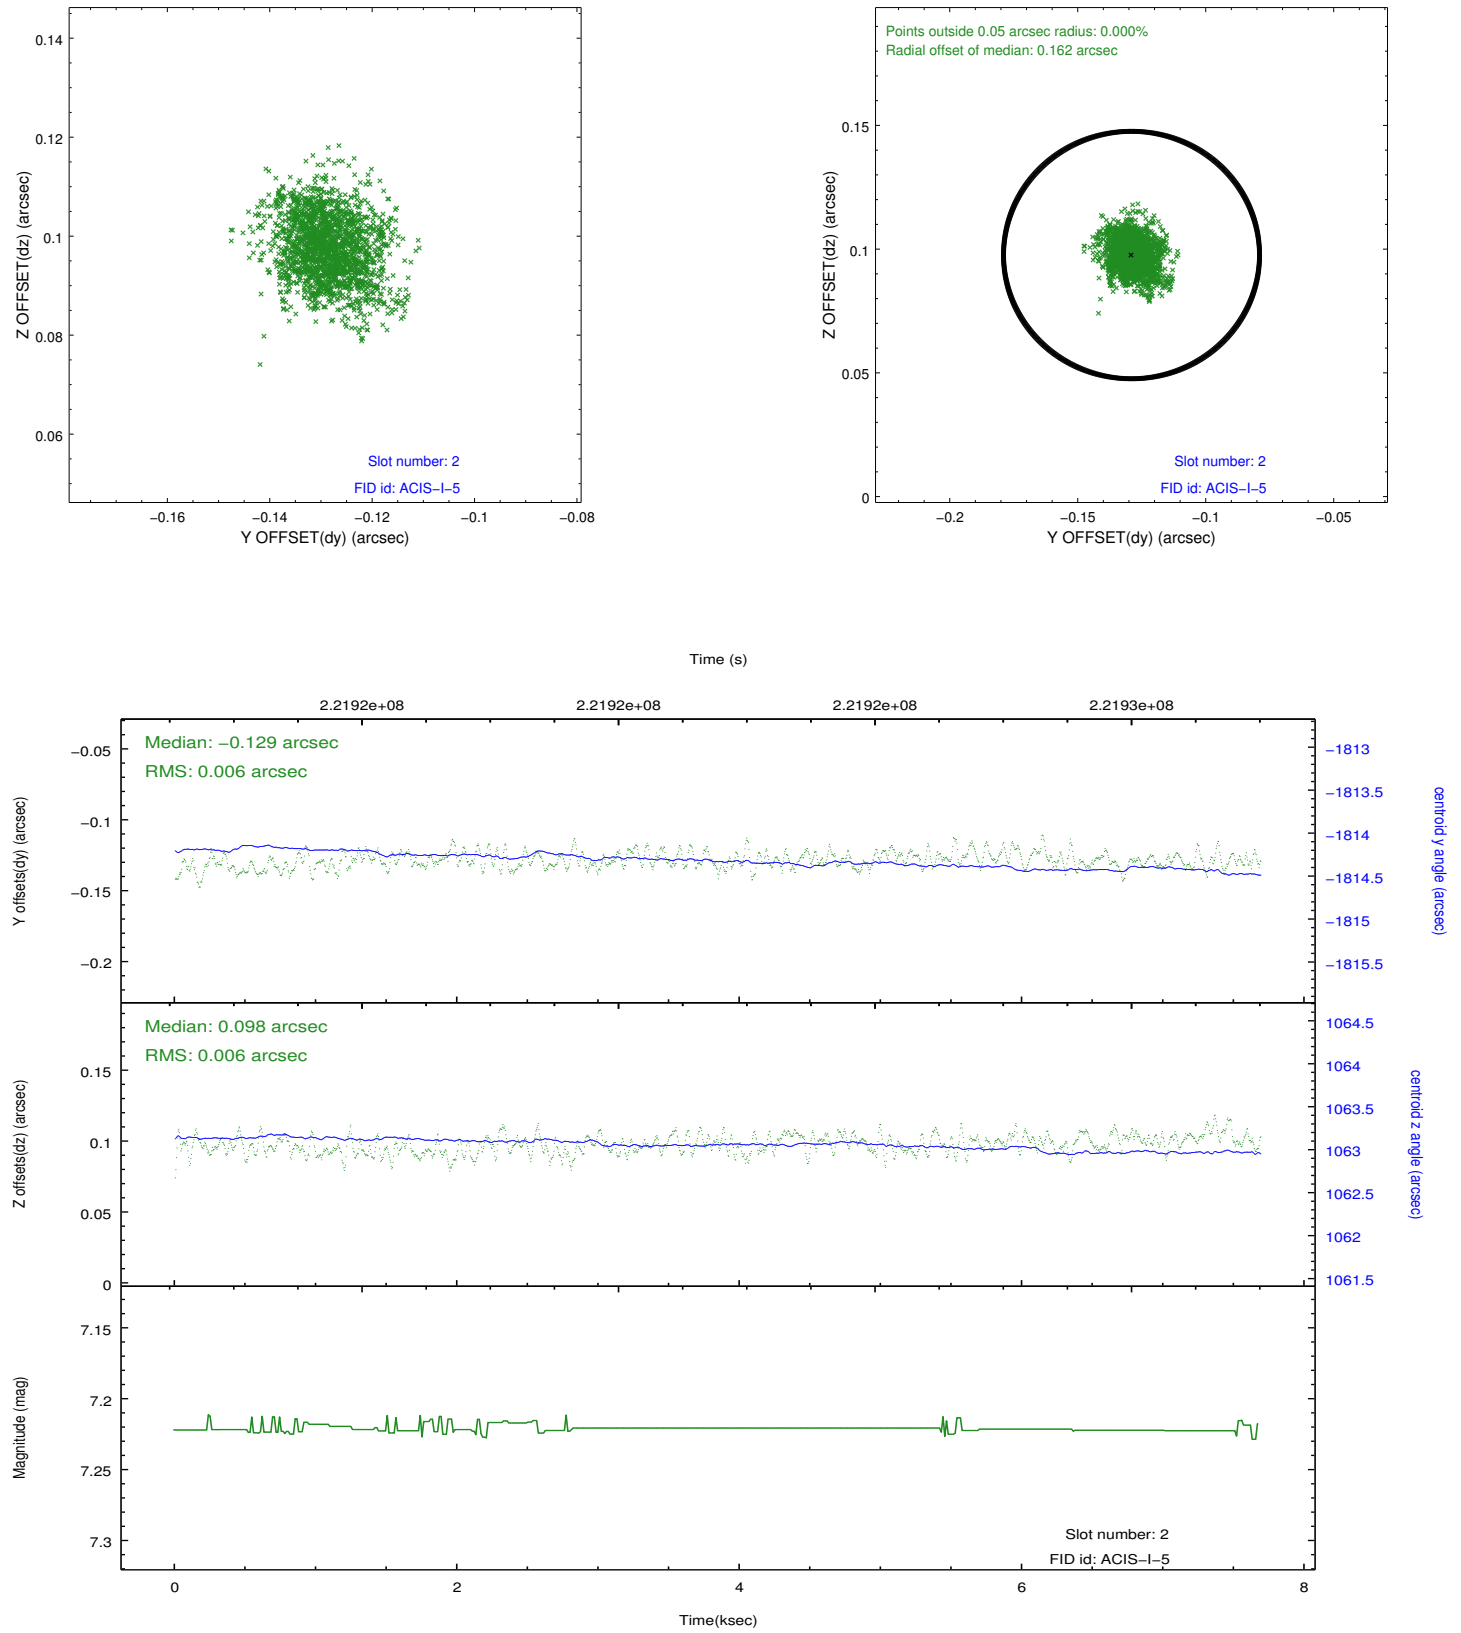 0.14
0.12
0.1
0.08
0.06
Z OFFSET(dz) (arcsec)
Slot number: 2
FID id: ACIS−I−5
−0.16
−0.14
−0.12
−0.1
−0.08
Y OFFSET(dy) (arcsec)
Points outside 0.05 arcsec radius: 0.000%
Radial offset of median: 0.162 arcsec
0.15
0.1
0.05
0
Z OFFSET(dz) (arcsec)
Slot number: 2
FID id: ACIS−I−5
−0.2
−0.15
−0.1
−0.05
Y OFFSET(dy) (arcsec)
Time (s)
2.2192e+08
2.2192e+08
2.2192e+08
2.2193e+08
Median: −0.129 arcsec
RMS: 0.006 arcsec
−0.05
−0.1
−0.15
−0.2
Y offsets(dy) (arcsec)
−1813
−1813.5
−1814
−1814.5
−1815
−1815.5
centroid y angle (arcsec)
Median: 0.098 arcsec
RMS: 0.006 arcsec
0.15
0.1
0.05
0
Z offsets(dz) (arcsec)
1064.5
1064
1063.5
1063
1062.5
1062
1061.5
centroid z angle (arcsec)
7.15
7.2
7.25
7.3
Magnitude (mag)
Slot number: 2
FID id: ACIS−I−5
0
2
4
6
8
Time(ksec)